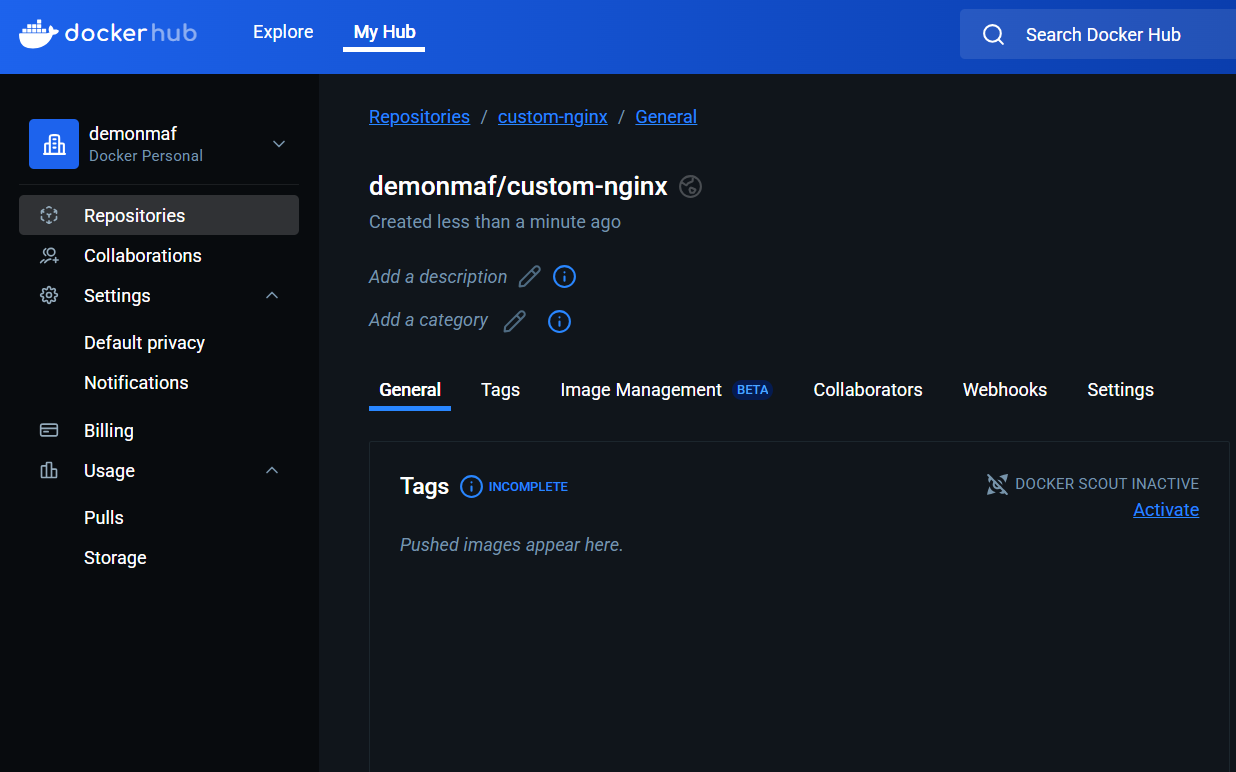 dockerhub
Explore
My Hub
Search Docker Hub
demonmaf
Docker Personal
Repositories
Collaborations
Settings
Default privacy
Notifications
Billing
Usage
Pulls
Storage
Repositories / custom-nginx / General
demonmaf/custom-nginx
Created less than a minute ago
Add a description
Add a category
General
Tags
Image Management BETA
Collaborators
Webhooks
Settings
Tags INCOMPLETE
DOCKER SCOUT INACTIVE
Activate
Pushed images appear here.